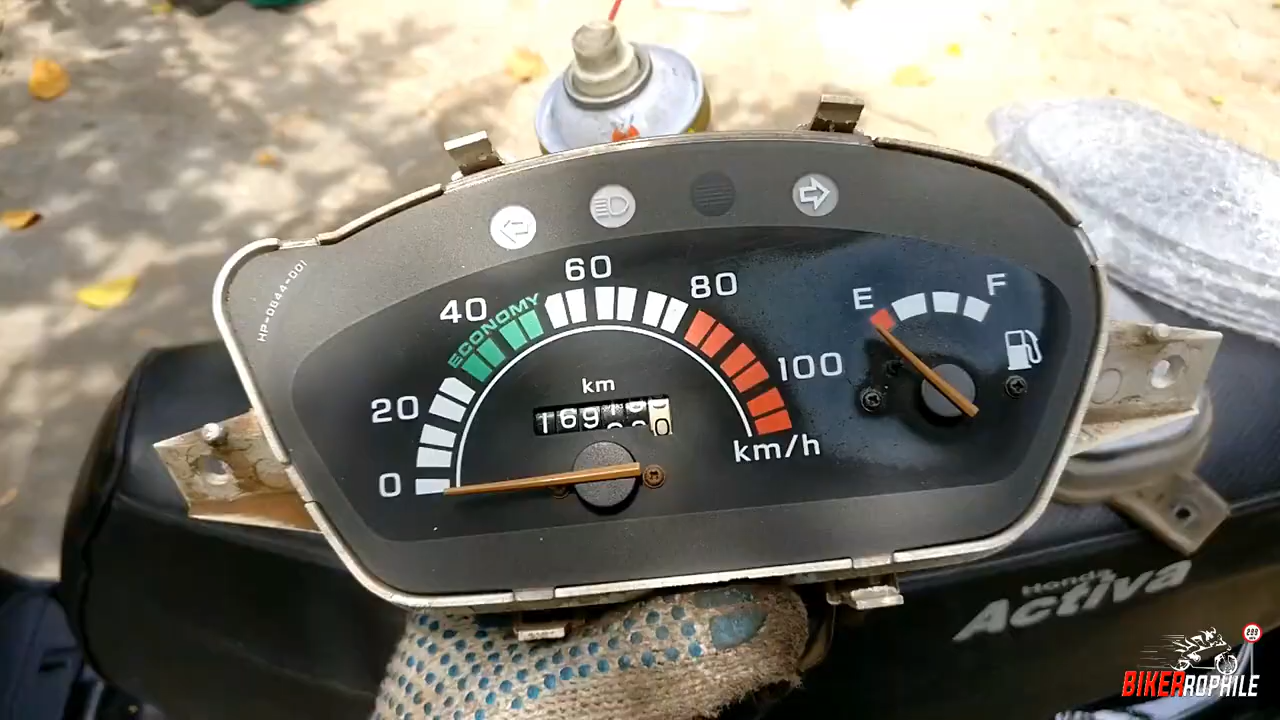 HP-0844-001
0
20
40
ECONOMY
60
80
100
km/h
km
E
F
Honda
Activa
BIKERROPHILE